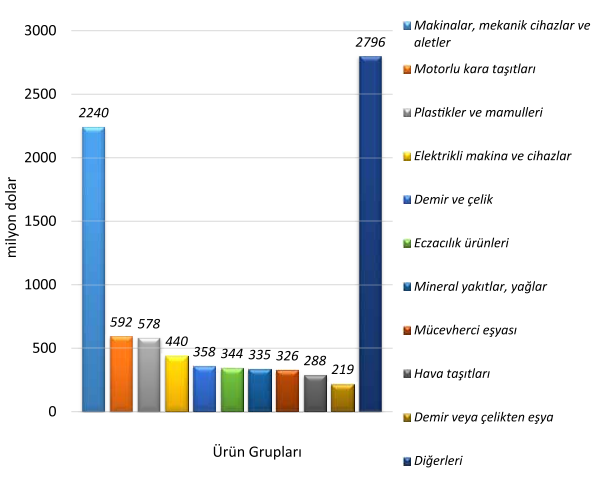 3000
2500
2000
1500
1000
500
0
milyon dolar
2240
592
578
440
358
344
335
326
288
219
2796
Ürün Grupları
Makinalar, mekanik cihazlar ve
aletler
Motorlu kara taşıtları
Plastikler ve mamulleri
Elektrikli makina ve cihazlar
Demir ve çelik
Eczacılık ürünleri
Mineral yakıtlar, yağlar
Mücevherci eşyası
Hava taşıtları
Demir veya çelikten eşya
Diğerleri